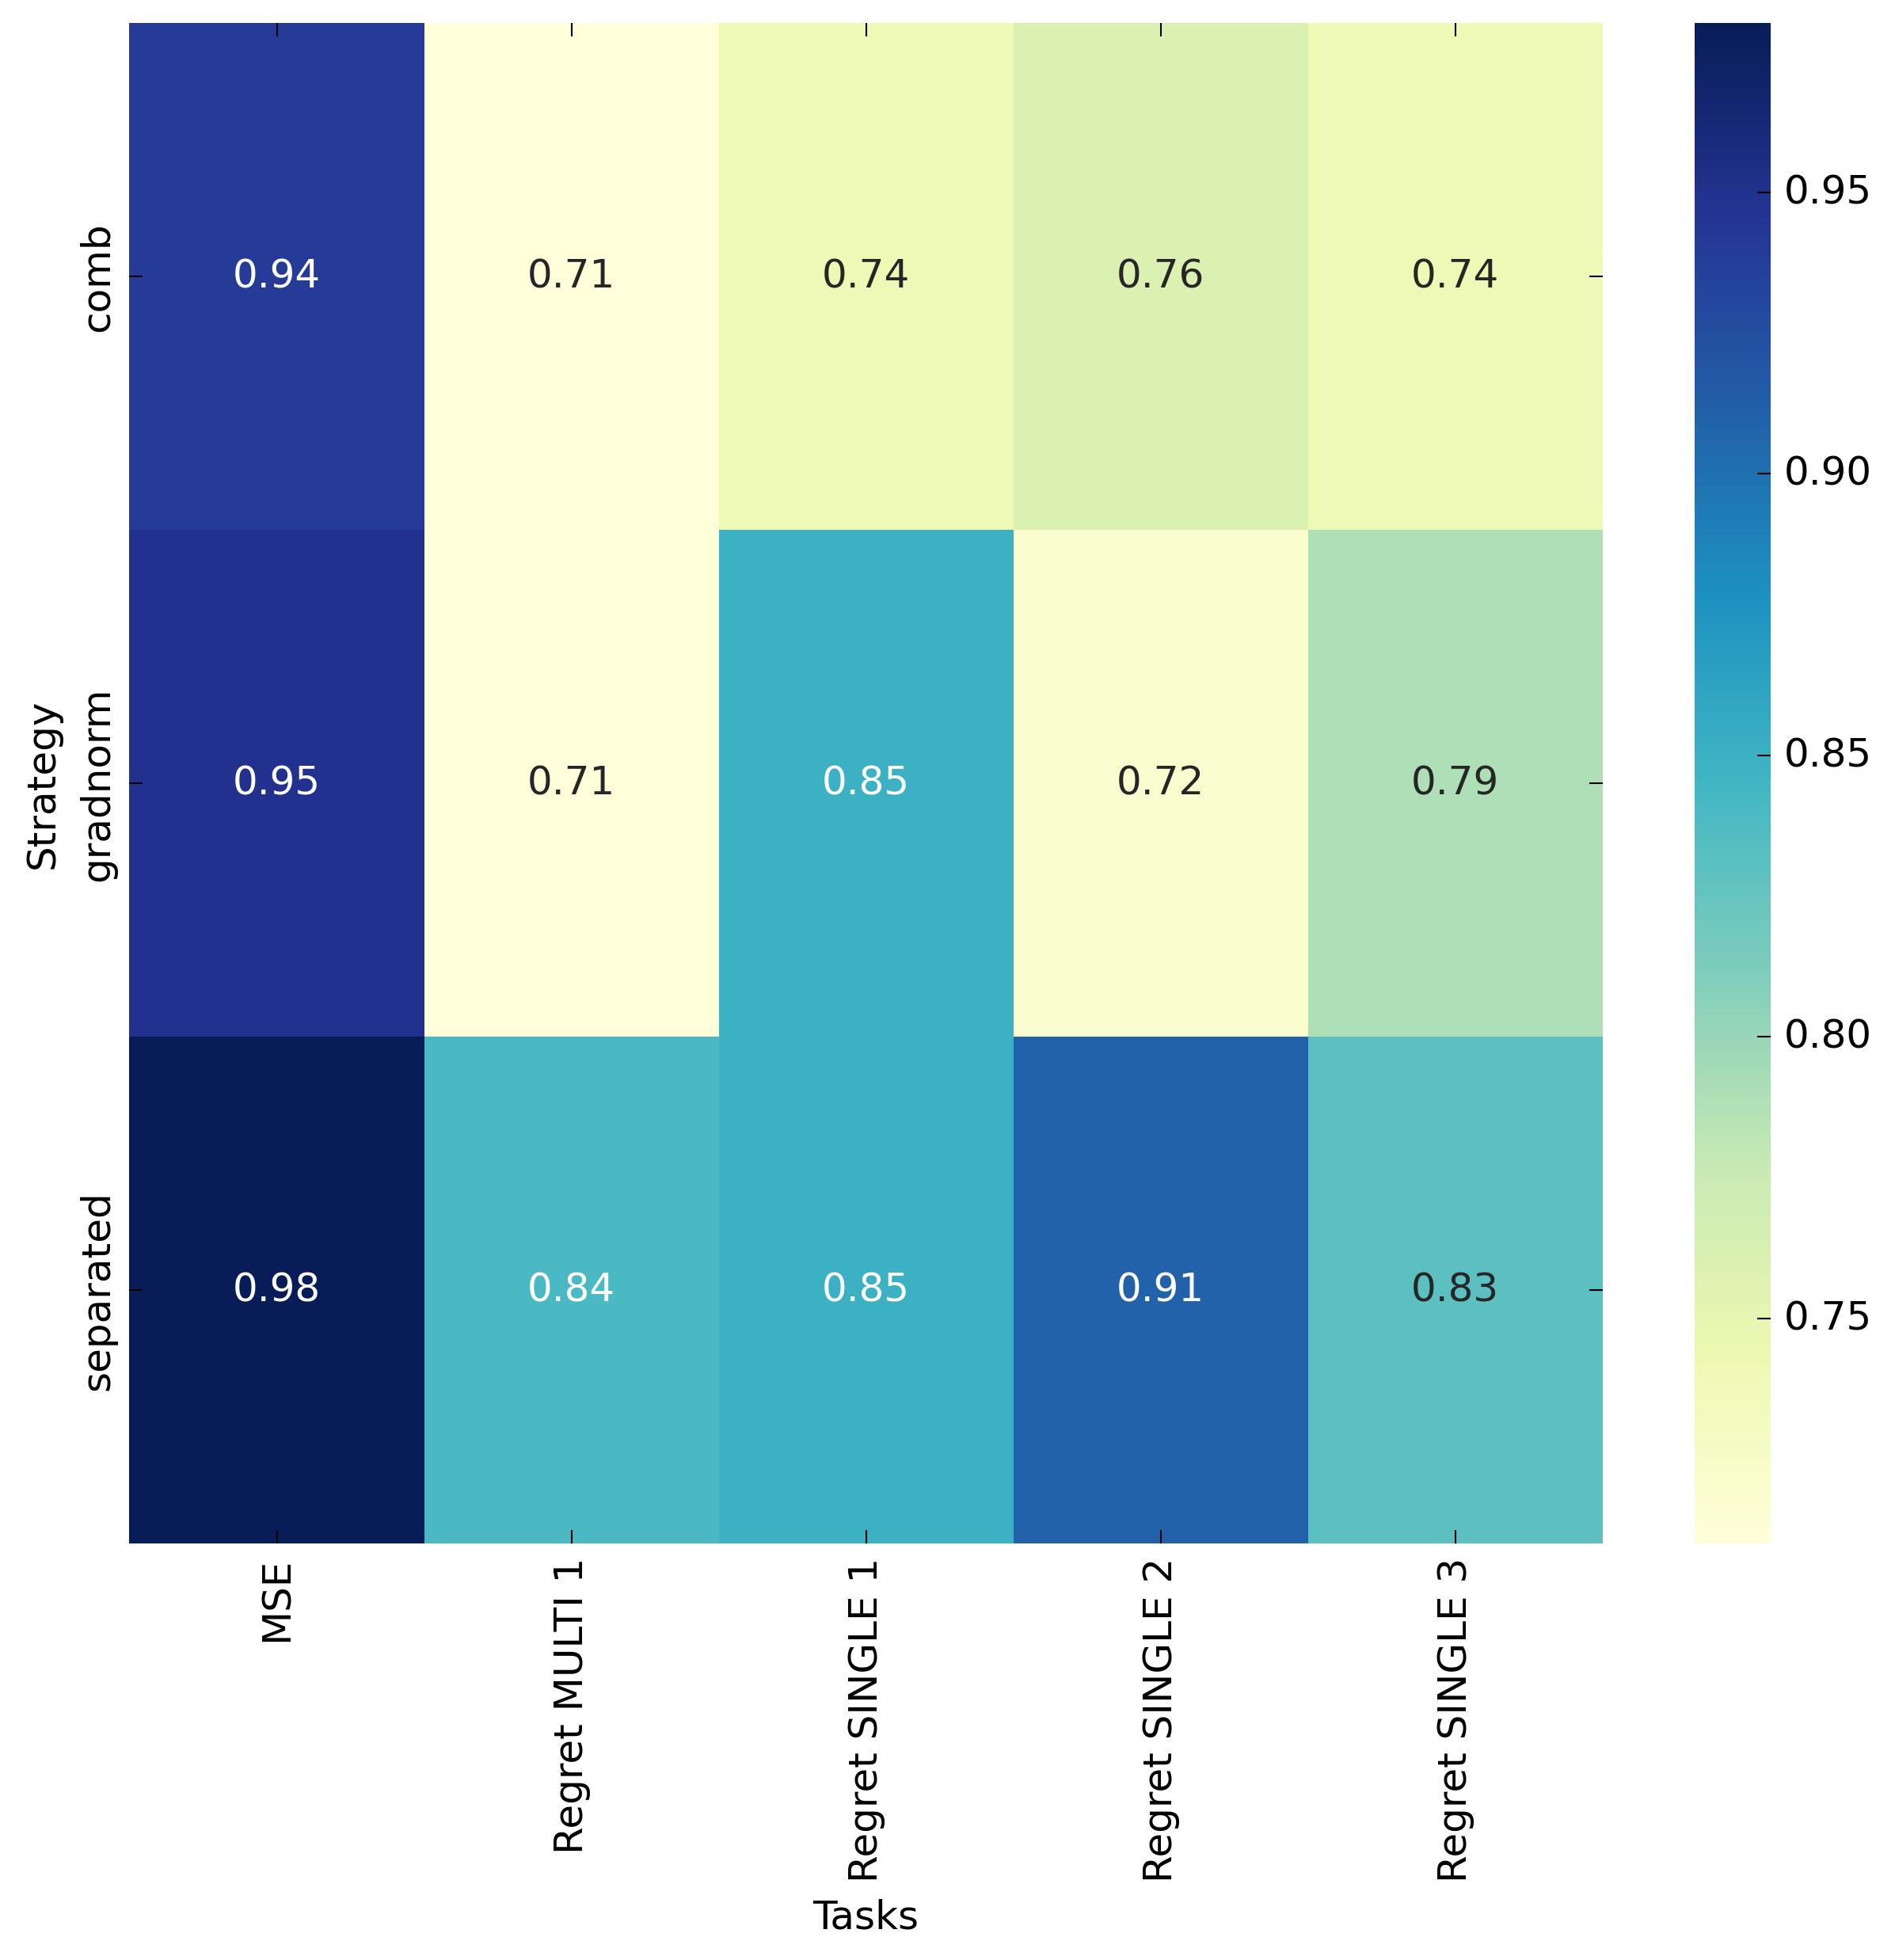 Strategy
comb
gradnorm
separated
0.94 0.71 0.74 0.76 0.74
0.95 0.71 0.85 0.72 0.79
0.98 0.84 0.85 0.91 0.83
MSE
Regret MULTI 1
Regret SINGLE 1
Regret SINGLE 2
Regret SINGLE 3
Tasks
0.95
0.90
0.85
0.80
0.75